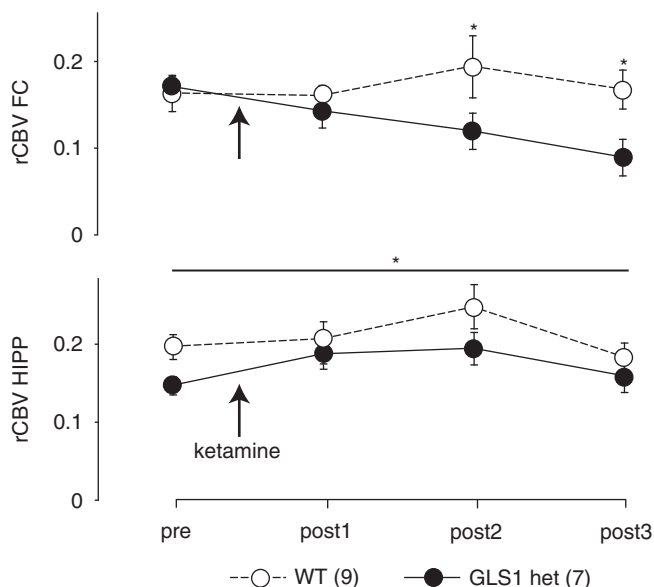 *
*
0.2
rCBV FC
0.1
0
*
0.2
rCBV HIPP
0.1
ketamine
0
pre post1 post2 post3
WT (9) GLS1 het (7)